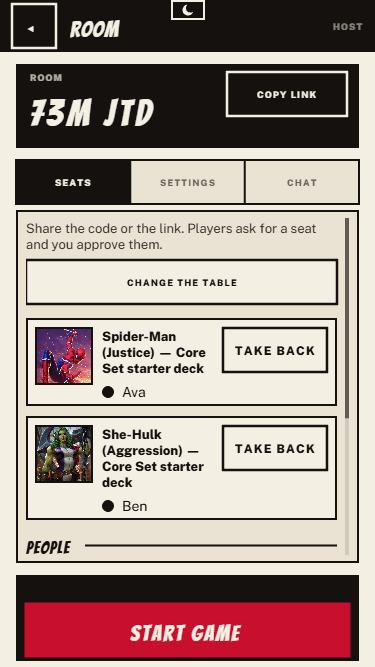 ROOM
HOST
ROOM
73M JTD
COPY LINK
SEATS
SETTINGS
CHAT
Share the code or the link. Players ask for a seat
and you approve them.
CHANGE THE TABLE
Spider-Man
(Justice) — Core
Set starter deck
TAKE BACK
Ava
She-Hulk
(Aggression) —
Core Set starter
deck
TAKE BACK
Ben
PEOPLE
START GAME